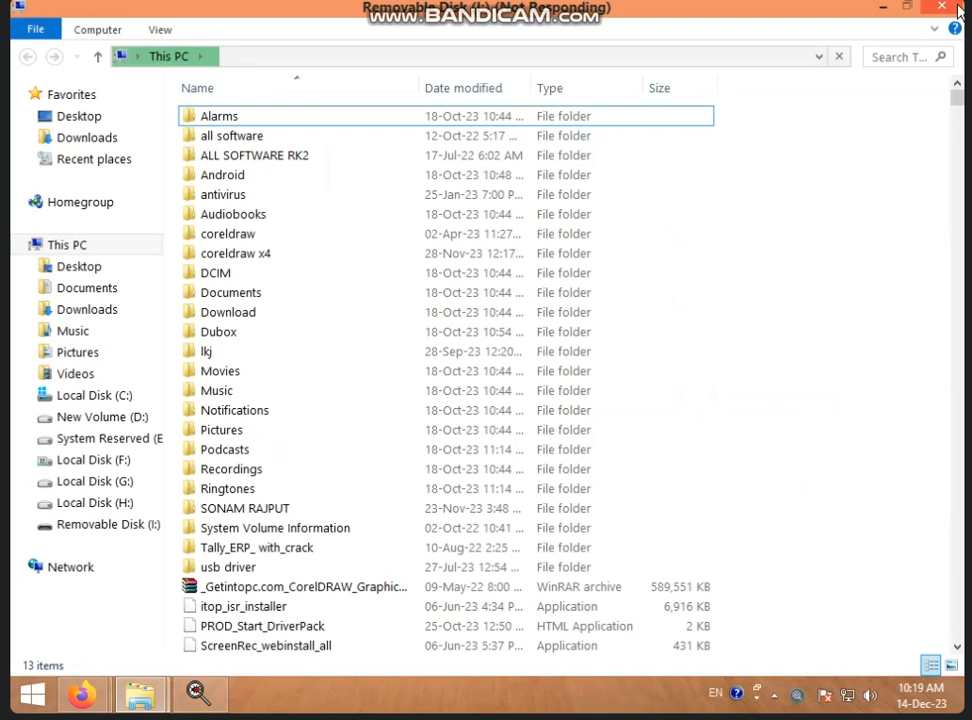 Removable Disk (I:) (Not Responding)
www.BANDICAM.com
File Computer View
This PC
Search T...
Name Date modified Type Size
Favorites
Desktop
Downloads
Recent places
Homegroup
This PC
Desktop
Documents
Downloads
Music
Pictures
Videos
Local Disk (C:)
New Volume (D:)
System Reserved (E
Local Disk (F:)
Local Disk (G:)
Local Disk (H:)
Removable Disk (I:)
Network
Alarms 18-Oct-23 10:44 ... File folder
all software 12-Oct-22 5:17 ... File folder
ALL SOFTWARE RK2 17-Jul-22 6:02 AM File folder
Android 18-Oct-23 10:48 ... File folder
antivirus 25-Jan-23 7:00 P... File folder
Audiobooks 18-Oct-23 10:44 ... File folder
coreldraw 02-Apr-23 11:27... File folder
coreldraw x4 28-Nov-23 12:17... File folder
DCIM 18-Oct-23 10:44 ... File folder
Documents 18-Oct-23 10:44 ... File folder
Download 18-Oct-23 10:44 ... File folder
Dubox 18-Oct-23 10:54 ... File folder
lkj 28-Sep-23 12:20... File folder
Movies 18-Oct-23 10:44 ... File folder
Music 18-Oct-23 10:44 ... File folder
Notifications 18-Oct-23 10:44 ... File folder
Pictures 18-Oct-23 10:44 ... File folder
Podcasts 18-Oct-23 11:14 ... File folder
Recordings 18-Oct-23 10:44 ... File folder
Ringtones 18-Oct-23 11:14 ... File folder
SONAM RAJPUT 23-Nov-23 3:48 ... File folder
System Volume Information 02-Oct-22 10:41 ... File folder
Tally_ERP_ with_crack 10-Aug-22 2:25 ... File folder
usb driver 27-Jul-23 12:54 ... File folder
_Getintopc.com_CorelDRAW_Graphic... 09-May-22 8:00 ... WinRAR archive 589,551 KB
itop_isr_installer 06-Jun-23 4:34 P... Application 6,916 KB
PROD_Start_DriverPack 25-Oct-23 12:50 ... HTML Application 2 KB
ScreenRec_webinstall_all 06-Jun-23 5:37 P... Application 431 KB
13 items
EN
10:19 AM
14-Dec-23